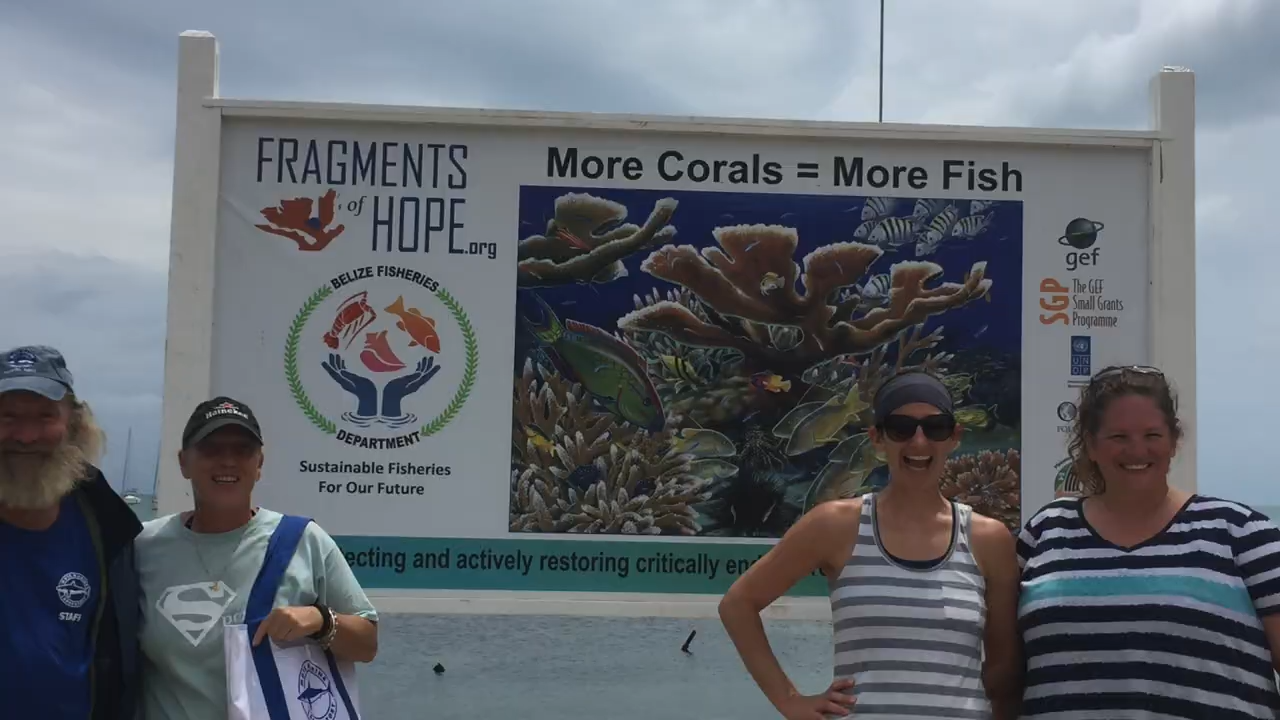 FRAGMENTS
of
HOPE.org
More Corals = More Fish
BELIZE FISHERIES
DEPARTMENT
Sustainable Fisheries
For Our Future
gef
SGP
The GEF
Small Grants
Programme
U N
D P
ecting and actively restoring critically en
Heineken
STAFF
S